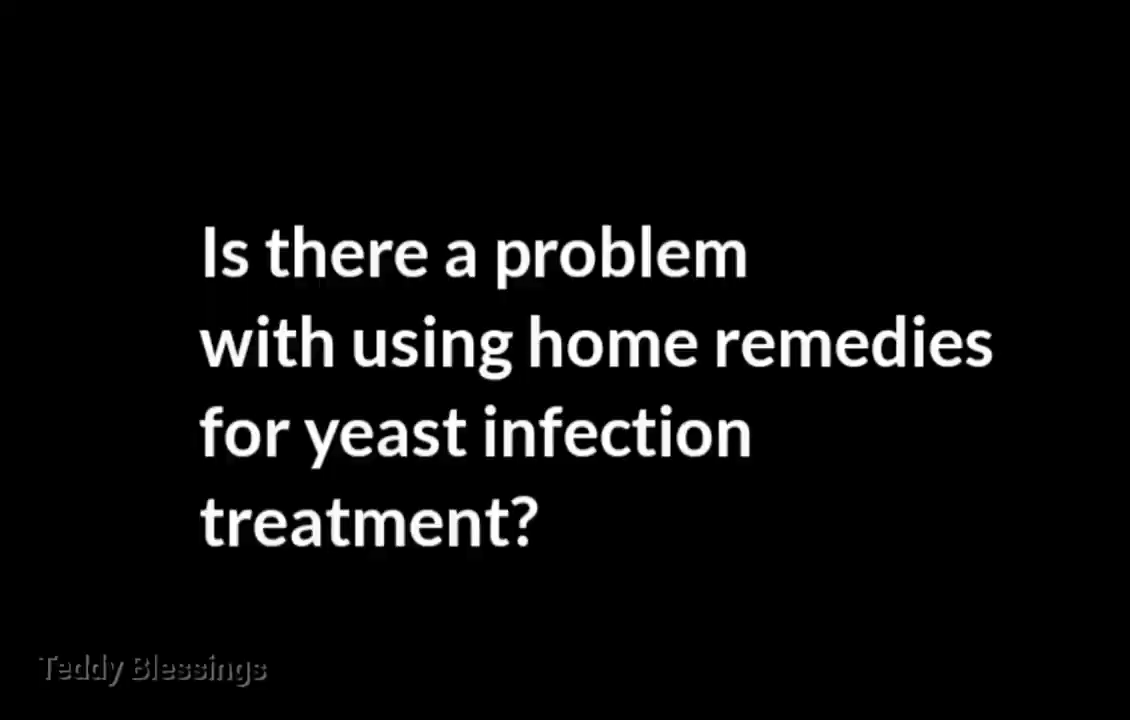 Is there a problem
with using home remedies
for yeast infection
treatment?
Teddy Blessings